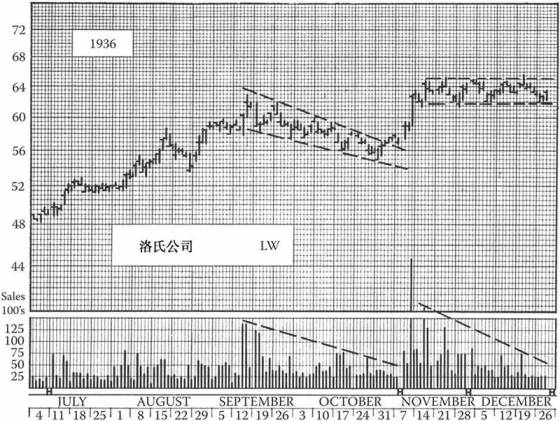 1936
72
68
64
60
56
52
48
44
洛氏公司 LW
Sales
100's
125
100
75
50
25
JULY AUGUST SEPTEMBER OCTOBER NOVEMBER DECEMBER
4 11 18 25 1 8 15 22 29 5 12 19 26 3 10 17 24 31 7 14 21 28 5 12 19 26